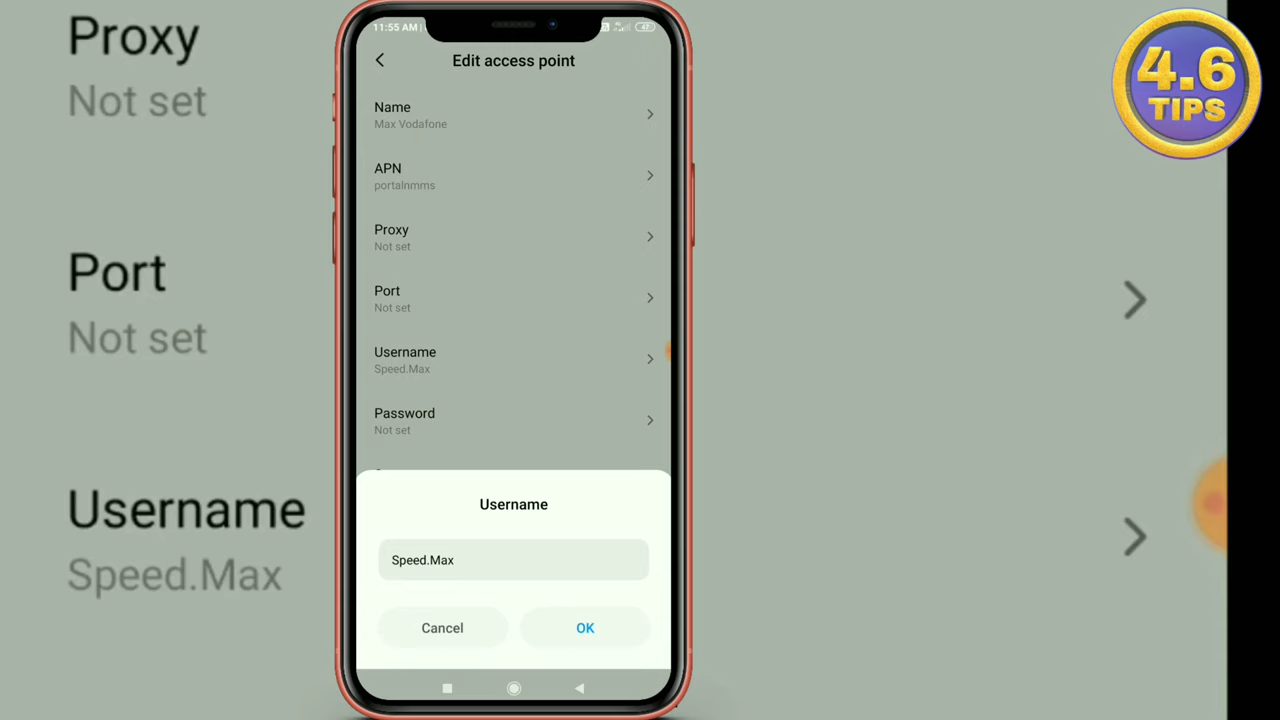 Proxy
Not set
Port
Not set
Username
Speed.Max
11:55 AM
47
Edit access point
Name
Max Vodafone
APN
portalnmms
Proxy
Not set
Port
Not set
Username
Speed.Max
Password
Not set
Username
Speed.Max
Cancel
OK
4.6
TIPS